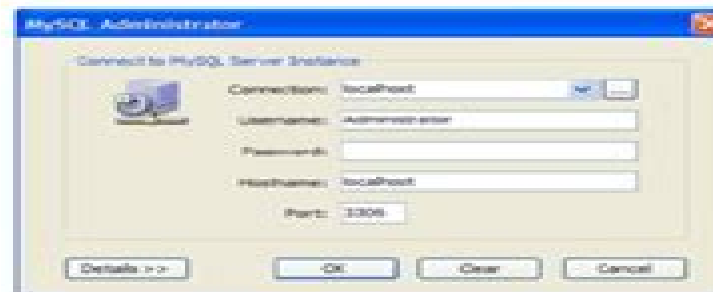 MySQL Administrator
Connect to MySQL Server Instance
Connection: localhost ...
Username: Administrator
Password:
Hostname: localhost
Port: 3306
Details >> OK Clear Cancel